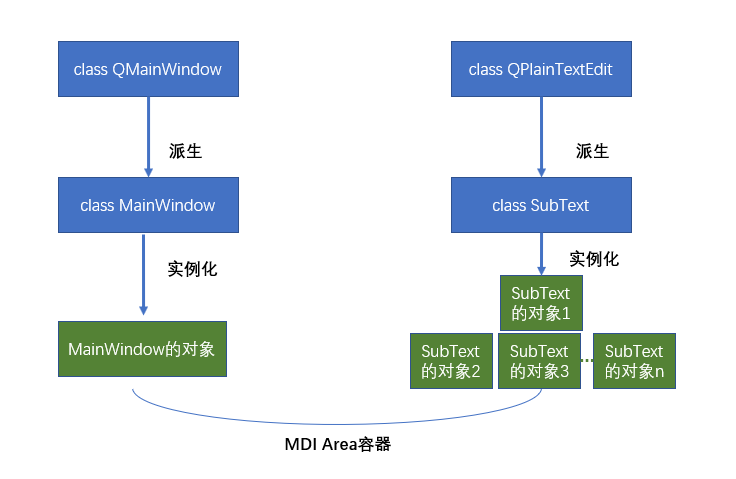 class QMainWindow
class QPlainTextEdit
派生
派生
class MainWindow
class SubText
实例化
实例化
SubText
的对象1
MainWindow的对象
SubText
的对象2
SubText
的对象3
SubText
的对象n
MDI Area容器